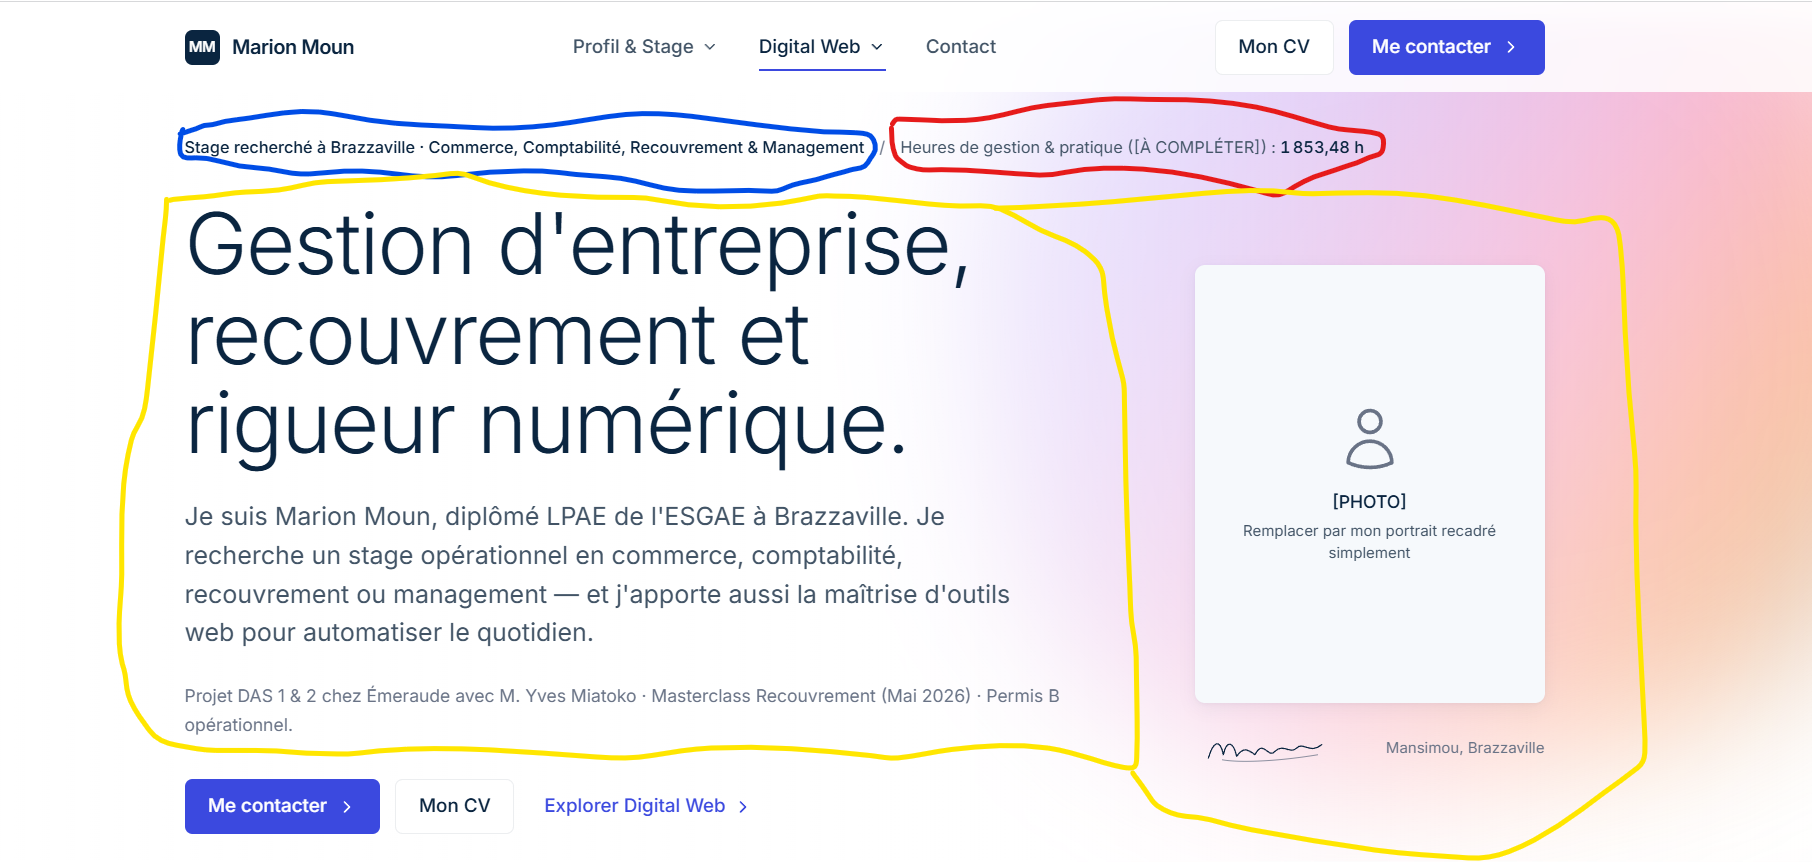 MM Marion Moun
Profil & Stage
Digital Web
Contact
Mon CV
Me contacter
Stage recherché à Brazzaville · Commerce, Comptabilité, Recouvrement & Management / Heures de gestion & pratique ([À COMPLÉTER]) : 1 853,48 h
Gestion d'entreprise,
recouvrement et
rigueur numérique.
Je suis Marion Moun, diplômé LPAE de l'ESGAE à Brazzaville. Je
recherche un stage opérationnel en commerce, comptabilité,
recouvrement ou management — et j'apporte aussi la maîtrise d'outils
web pour automatiser le quotidien.
Projet DAS 1 & 2 chez Émeraude avec M. Yves Miatoko · Masterclass Recouvrement (Mai 2026) · Permis B
opérationnel.
Me contacter
Mon CV
Explorer Digital Web
[PHOTO]
Remplacer par mon portrait recadré
simplement
Mansimou, Brazzaville